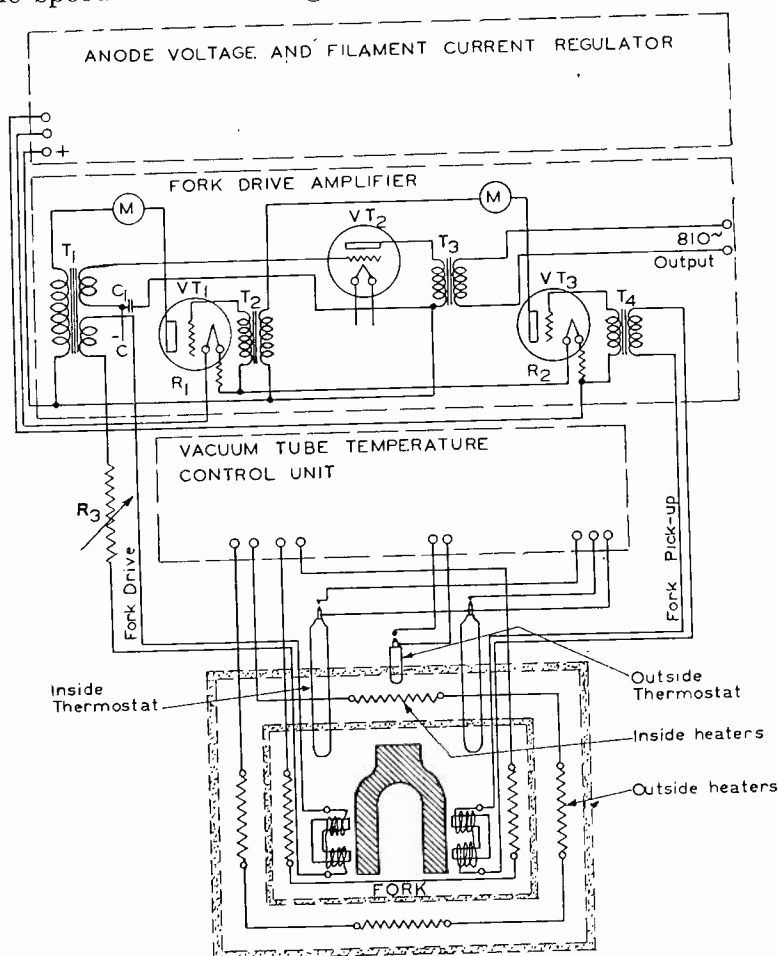 ANODE VOLTAGE AND FILAMENT CURRENT REGULATOR
+
FORK DRIVE AMPLIFIER
M
M
VT2
T1
T3
810~
Output
C1
VT1
T2
VT3
T4
-
C
R1
R2
VACUUM TUBE TEMPERATURE
CONTROL UNIT
R3
Fork Drive
Fork Pick-up
Inside
Thermostat
Outside
Thermostat
Inside heaters
Outside heaters
FORK